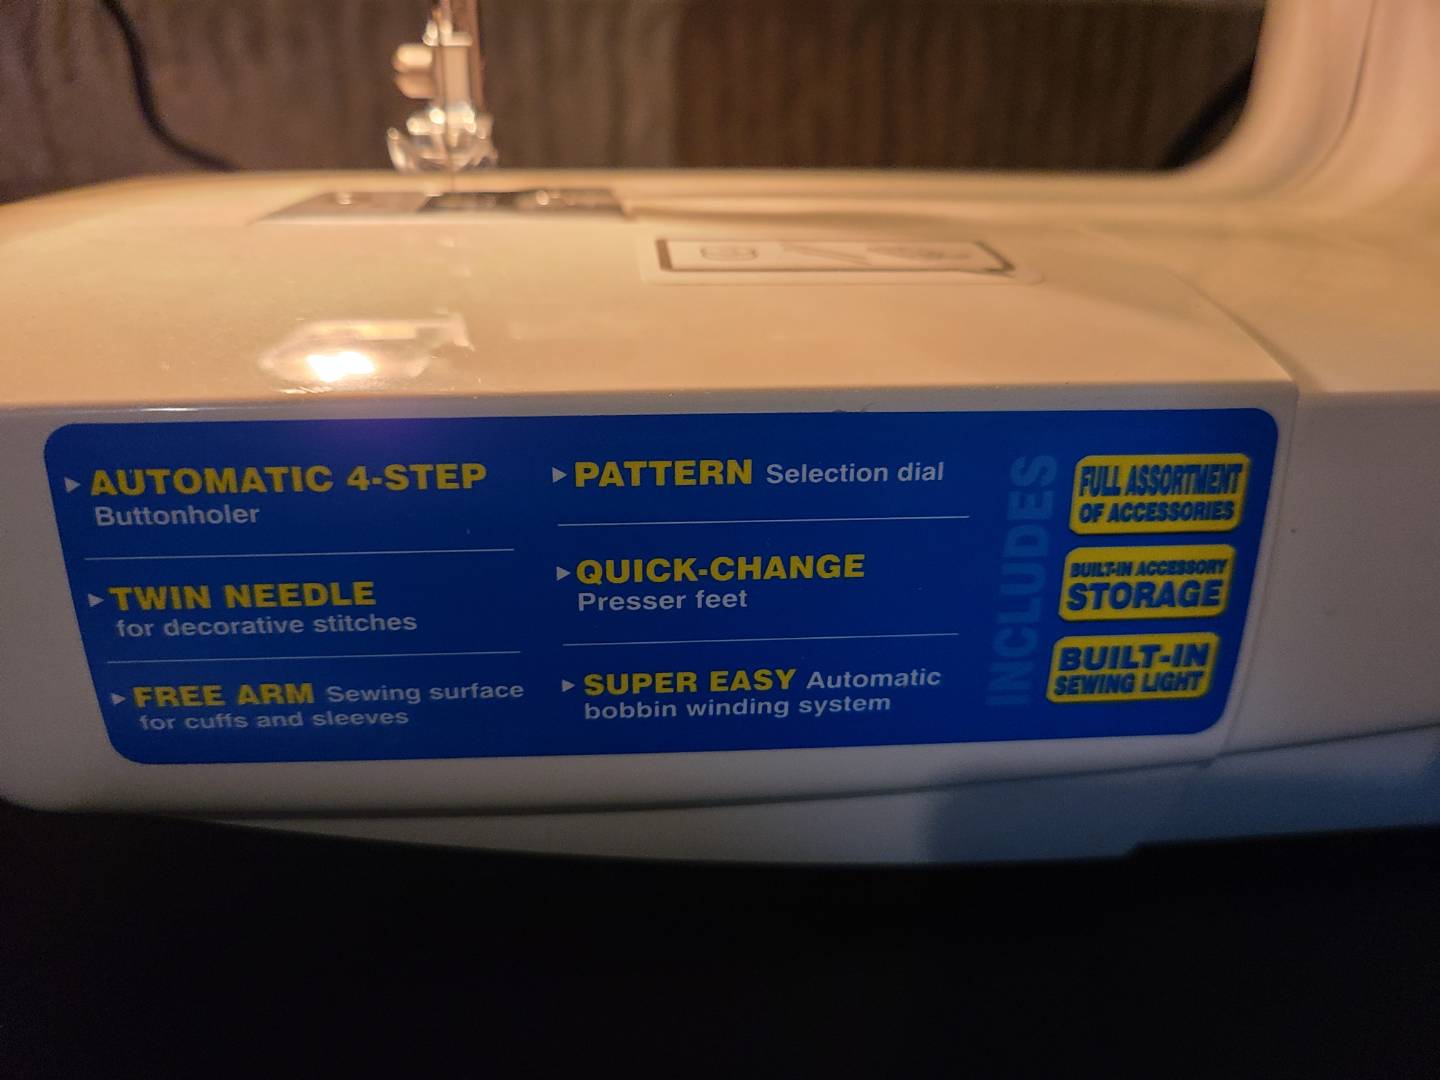 ▶ AUTOMATIC 4-STEP
Buttonholer
▶ TWIN NEEDLE
for decorative stitches
▶ FREE ARM Sewing surface
for cuffs and sleeves
▶ PATTERN Selection dial
▶ QUICK-CHANGE
Presser feet
▶ SUPER EASY Automatic
bobbin winding system
INCLUDES
FULL ASSORTMENT
OF ACCESSORIES
BUILT-IN ACCESSORY
STORAGE
BUILT-IN
SEWING LIGHT